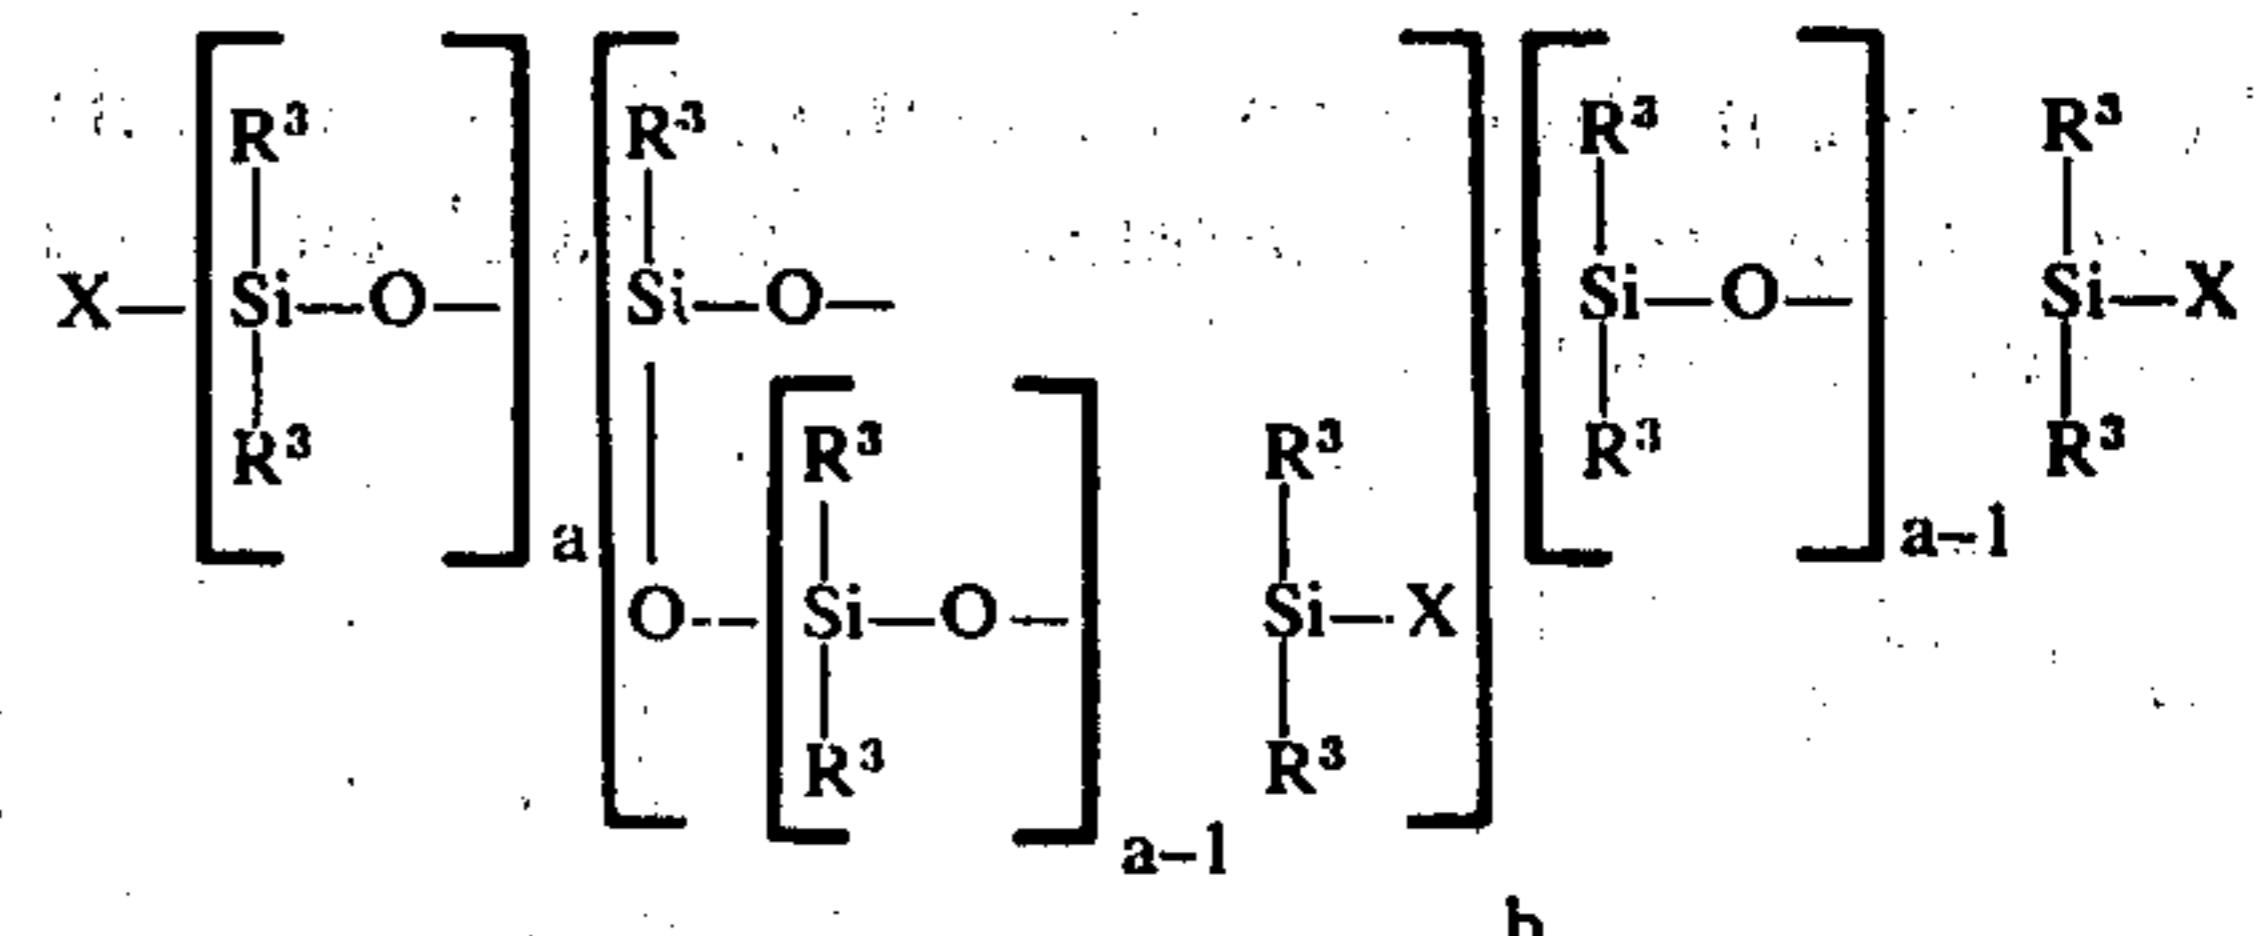 R³ R³ R³ R³
X—Si—O— Si—O— Si—O— Si—X
R³ R³ R³ R³ R³ R³
a a-1
O--Si—O— Si—X
R³ R³
a-1
b